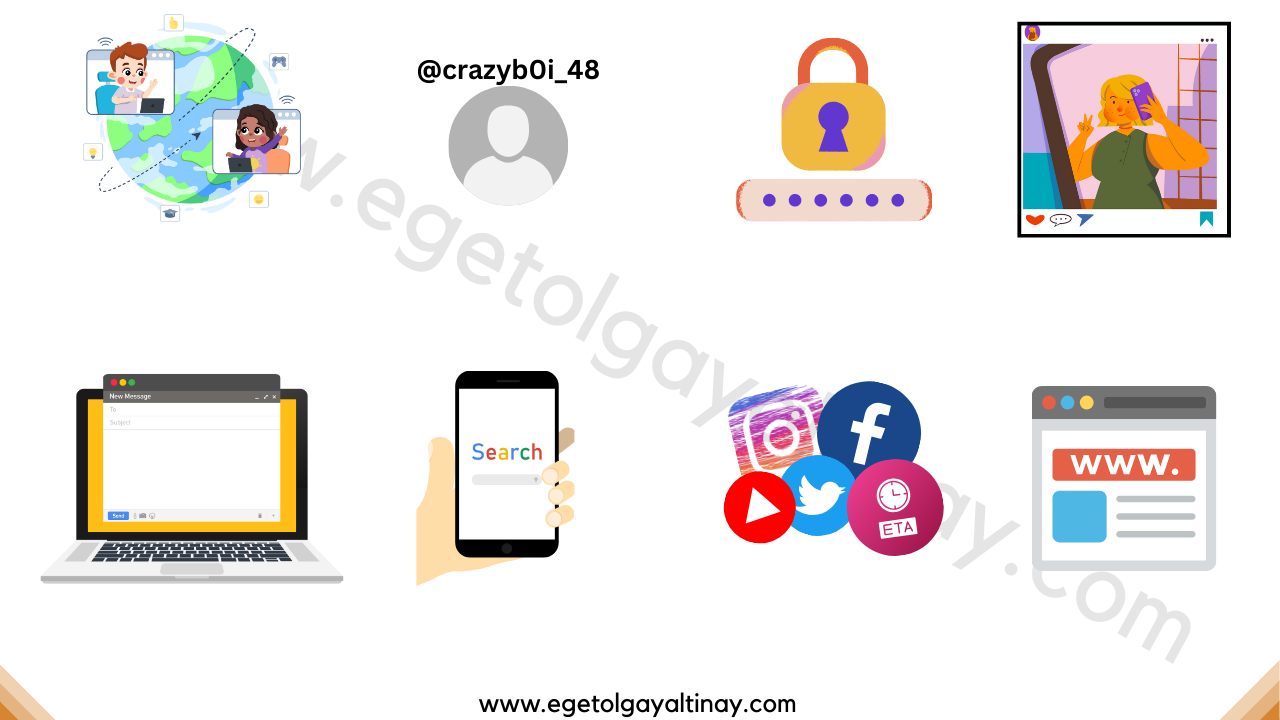 @crazyb0i_48
New Message
To
Subject
Send
Search
ETA
www.
www.egetolgayaltinay.com
www.egetolgayaltinay.com